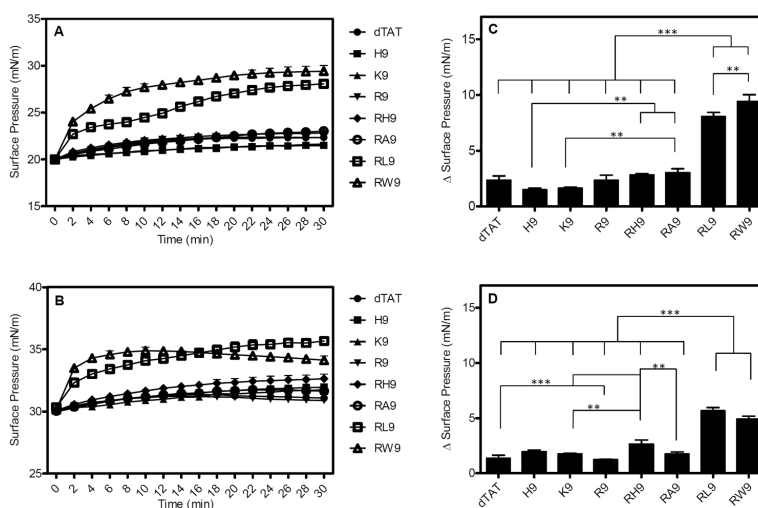 A
Surface Pressure (mN/m)
35
30
25
20
15
0 2 4 6 8 10 12 14 16 18 20 22 24 26 28 30
Time (min)
dTAT
H9
K9
R9
RH9
RA9
RL9
RW9
C
Δ Surface Pressure (mN/m)
15
10
5
0
***
**
**
**
dTAT H9 K9 R9 RH9 RA9 RL9 RW9
B
Surface Pressure (mN/m)
40
35
30
25
0 2 4 6 8 10 12 14 16 18 20 22 24 26 28 30
Time (min)
dTAT
H9
K9
R9
RH9
RA9
RL9
RW9
D
Δ Surface Pressure (mN/m)
15
10
5
0
***
**
***
**
dTAT H9 K9 R9 RH9 RA9 RL9 RW9